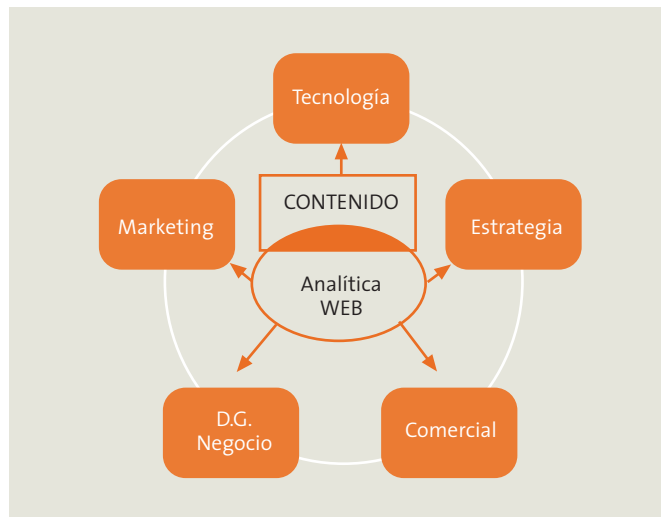 Tecnología
CONTENIDO
Marketing
Estrategia
Analítica
WEB
D.G.
Negocio
Comercial